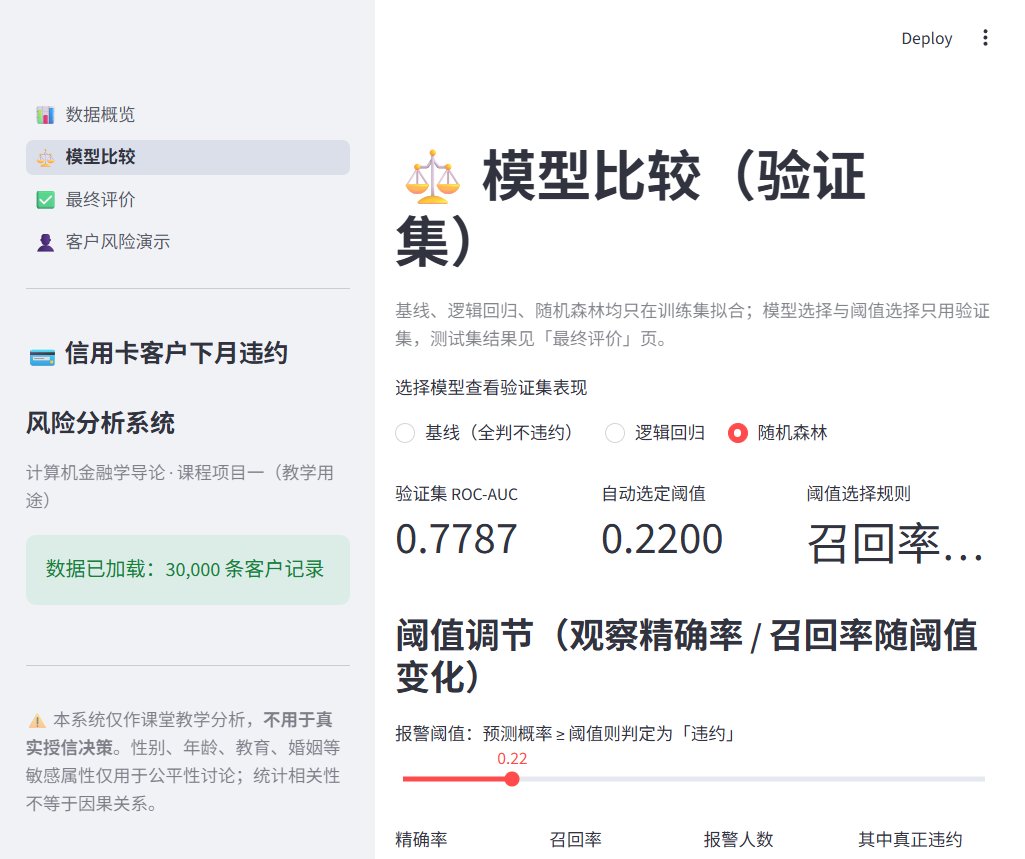 Deploy
数据概览
模型比较
最终评价
客户风险演示
信用卡客户下月违约
风险分析系统
计算机金融学导论 · 课程项目一（教学用
途）
数据已加载：30,000 条客户记录
本系统仅作课堂教学分析，不用于真
实授信决策。性别、年龄、教育、婚姻等
敏感属性仅用于公平性讨论；统计相关性
不等于因果关系。
模型比较（验证
集）
基线、逻辑回归、随机森林均只在训练集拟合；模型选择与阈值选择只用验证
集，测试集结果见「最终评价」页。
选择模型查看验证集表现
基线（全判不违约） 逻辑回归 随机森林
验证集 ROC-AUC 自动选定阈值 阈值选择规则
0.7787 0.2200 召回率…
阈值调节（观察精确率 / 召回率随阈值
变化）
报警阈值：预测概率 ≥ 阈值则判定为「违约」
0.22
精确率 召回率 报警人数 其中真正违约